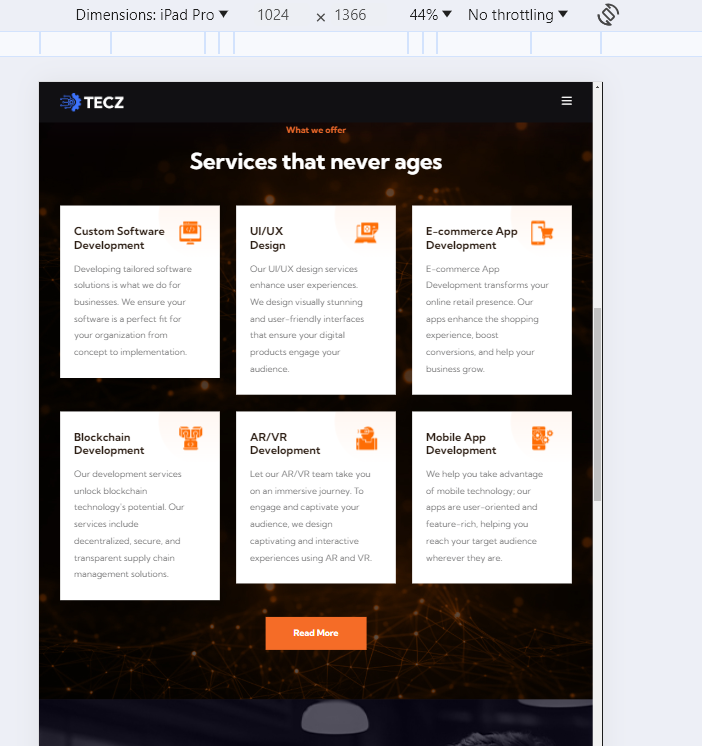 Dimensions: iPad Pro ▼ 1024 × 1366 44% ▼ No throttling ▼
TECZ
What we offer
Services that never ages
Custom Software
Development
Developing tailored software
solutions is what we do for
businesses. We ensure your
software is a perfect fit for
your organization from
concept to implementation.
UI/UX
Design
Our UI/UX design services
enhance user experiences.
We design visually stunning
and user-friendly interfaces
that ensure your digital
products engage your
audience.
E-commerce App
Development
E-commerce App
Development transforms your
online retail presence. Our
apps enhance the shopping
experience, boost
conversions, and help your
business grow.
Blockchain
Development
Our development services
unlock blockchain
technology's potential. Our
services include
decentralized, secure, and
transparent supply chain
management solutions.
AR/VR
Development
Let our AR/VR team take you
on an immersive journey. To
engage and captivate your
audience, we design
captivating and interactive
experiences using AR and VR.
Mobile App
Development
We help you take advantage
of mobile technology; our
apps are user-oriented and
feature-rich, helping you
reach your target audience
wherever they are.
Read More